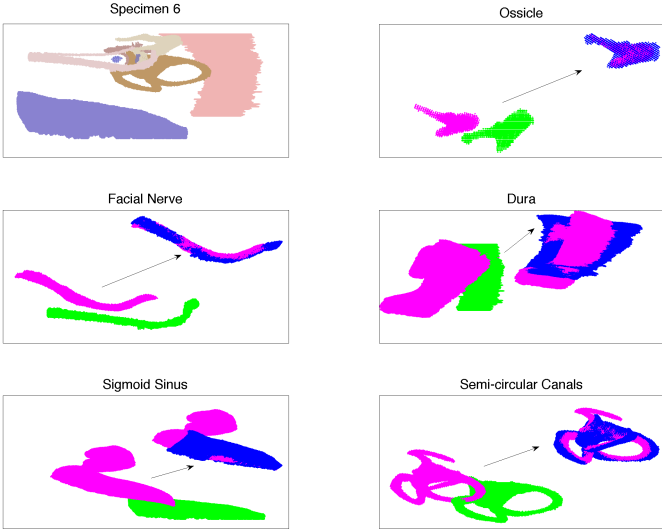 Specimen 6
Ossicle
Facial Nerve
Dura
Sigmoid Sinus
Semi-circular Canals